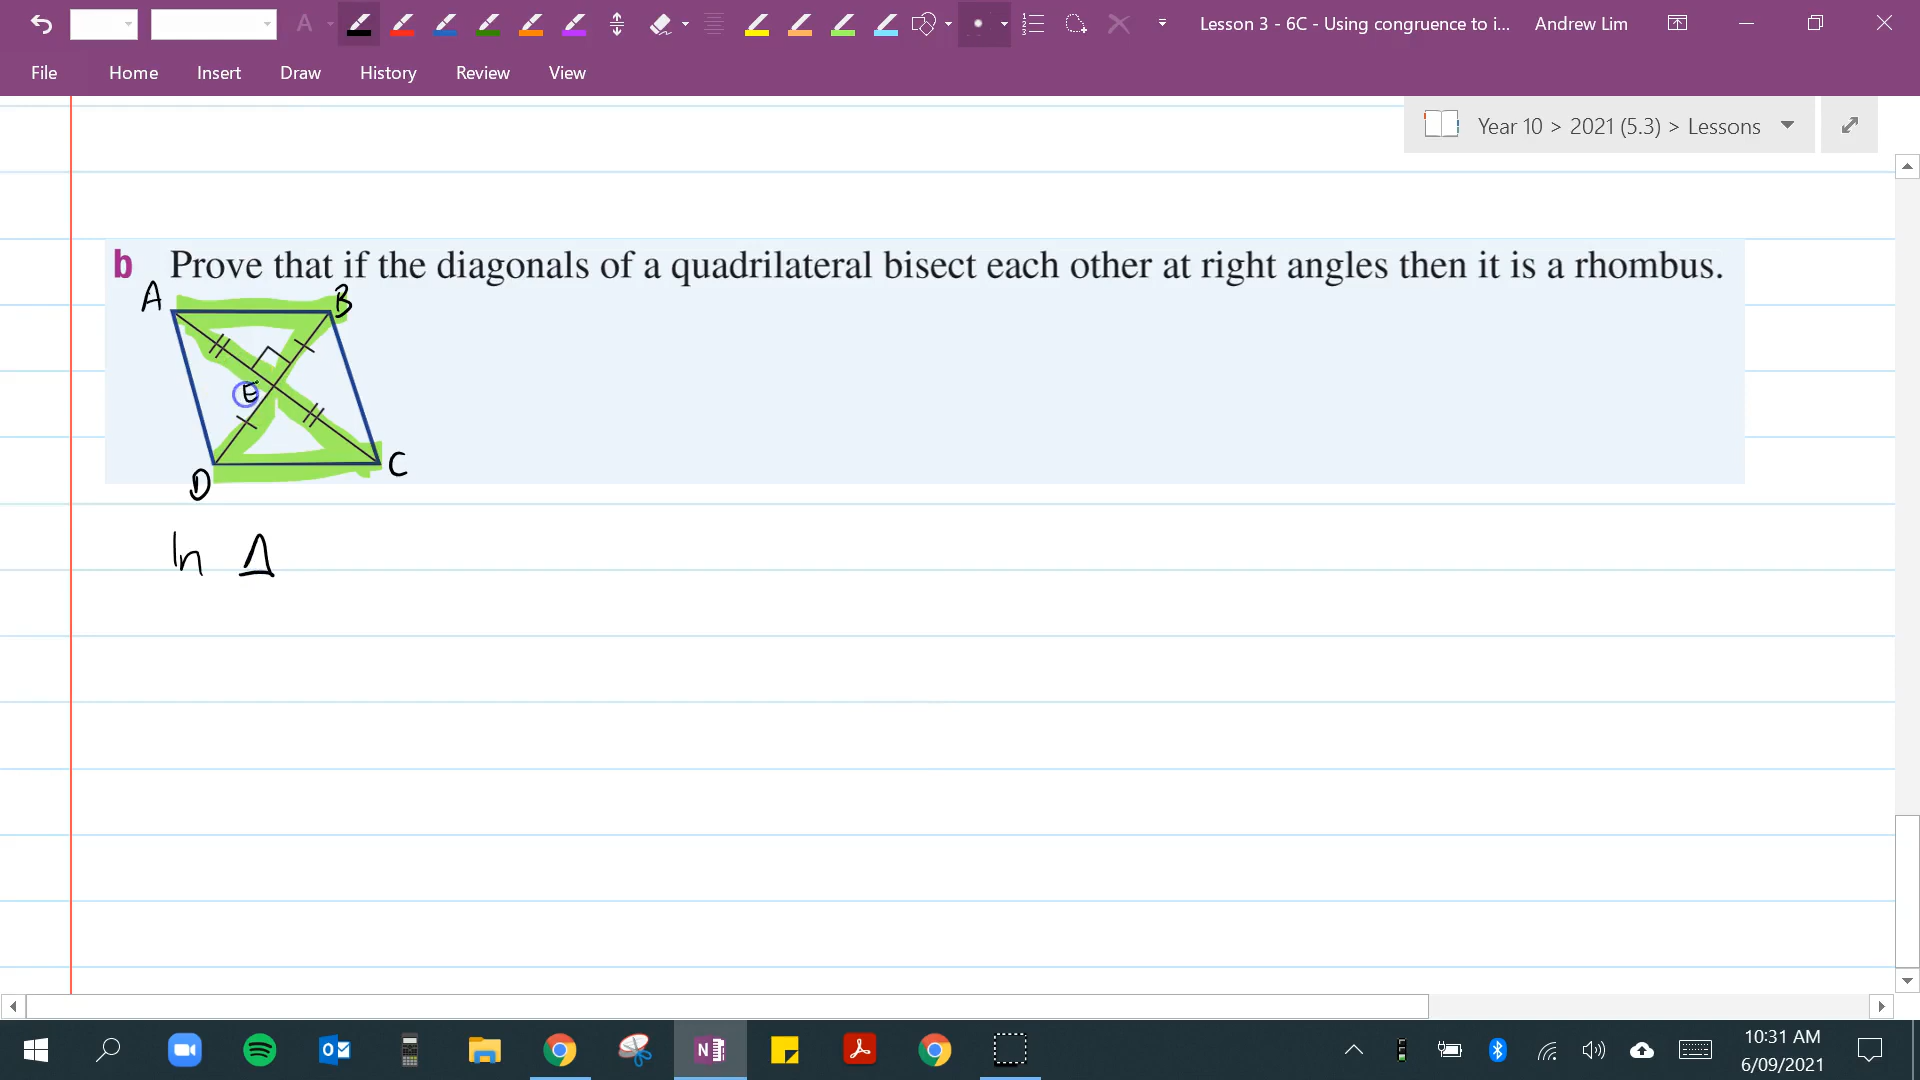 Lesson 3 - 6C - Using congruence to i...
Andrew Lim
File Home Insert Draw History Review View
Year 10 > 2021 (5.3) > Lessons
b Prove that if the diagonals of a quadrilateral bisect each other at right angles then it is a rhombus.
A
B
E
C
D
In Δ
10:31 AM
6/09/2021